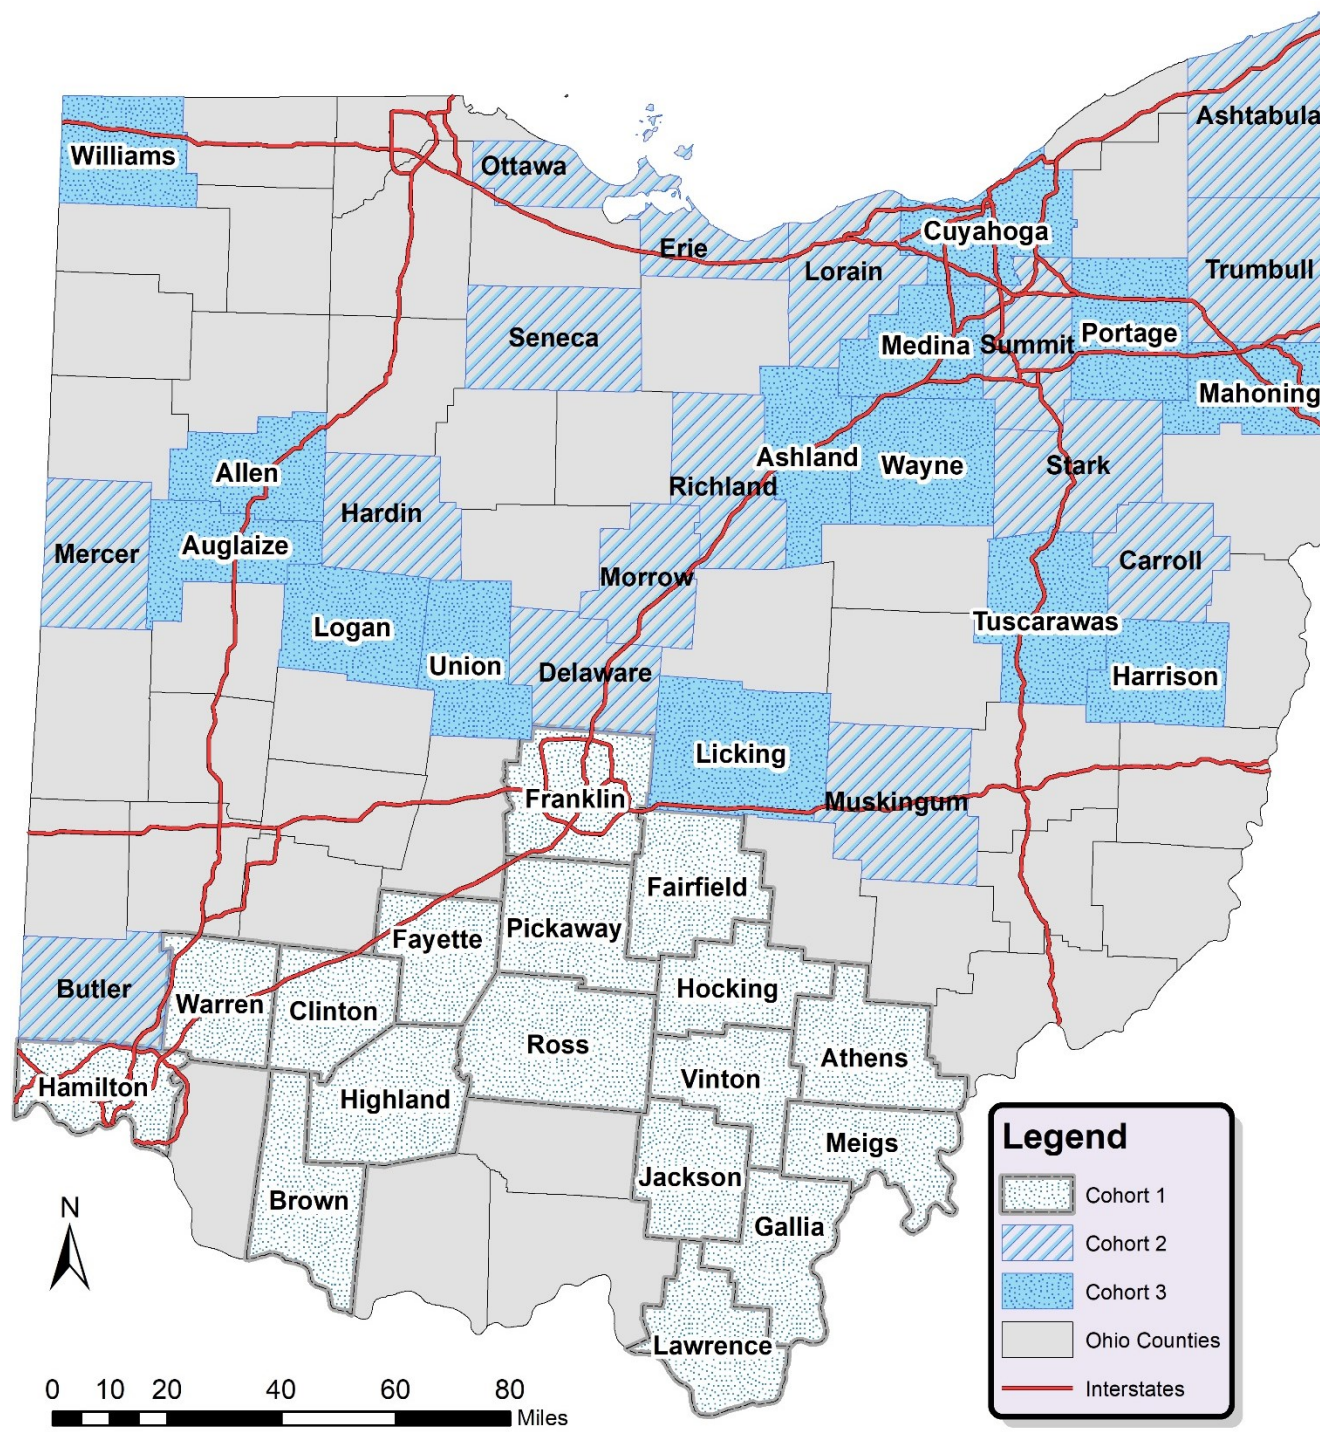 Ashtabula
Williams
Ottawa
Cuyahoga
Erie
Lorain
Trumbull
Seneca
Medina
Summit
Portage
Mahoning
Ashland
Wayne
Stark
Allen
Richland
Hardin
Auglaize
Mercer
Carroll
Morrow
Tuscarawas
Logan
Union
Delaware
Harrison
Licking
Franklin
Muskingum
Fairfield
Pickaway
Fayette
Butler
Warren
Clinton
Hocking
Ross
Athens
Hamilton
Vinton
Highland
Meigs
Jackson
Brown
Gallia
Lawrence
N
0 10 20 40 60 80
Miles
Legend
Cohort 1
Cohort 2
Cohort 3
Ohio Counties
Interstates